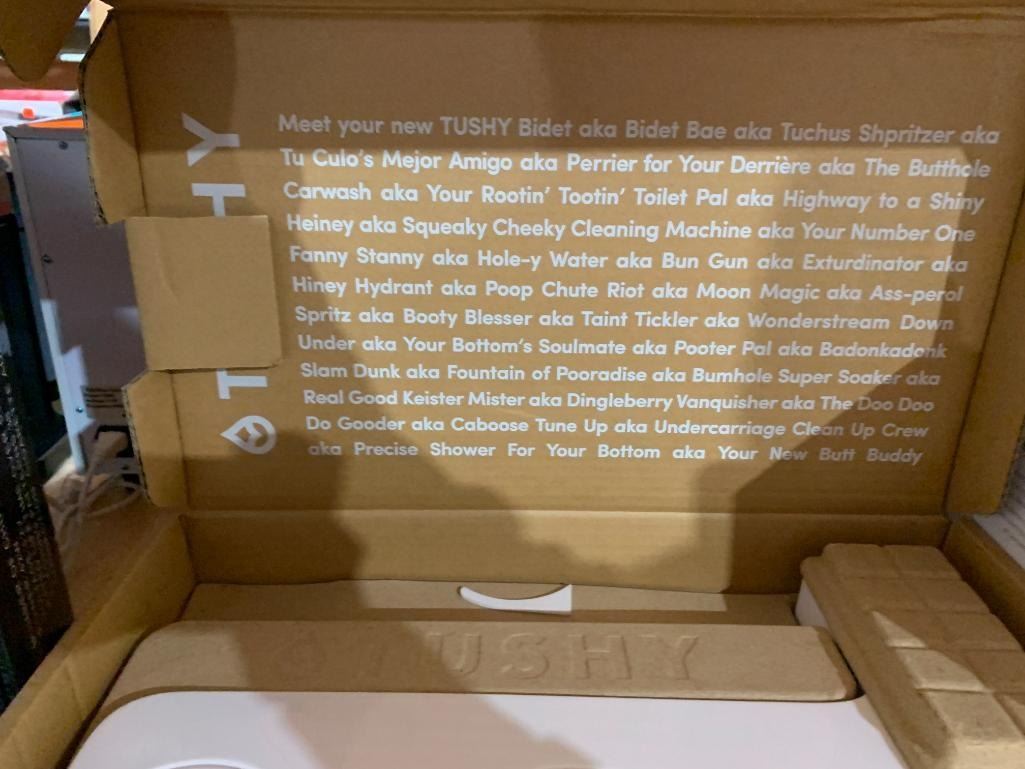 Meet your new TUSHY Bidet aka Bidet Bae aka Tuchus Shpritzer aka
Tu Culo's Mejor Amigo aka Perrier for Your Derrière aka The Butthole
Carwash aka Your Rootin' Tootin' Toilet Pal aka Highway to a Shiny
Heiney aka Squeaky Cheeky Cleaning Machine aka Your Number One
Fanny Stanny aka Hole-y Water aka Bun Gun aka Exturdinator aka
Hiney Hydrant aka Poop Chute Riot aka Moon Magic aka Ass-perol
Spritz aka Booty Blesser aka Taint Tickler aka Wonderstream Down
Under aka Your Bottom's Soulmate aka Pooter Pal aka Badonkadonk
Slam Dunk aka Fountain of Pooradise aka Bumhole Super Soaker aka
Real Good Keister Mister aka Dingleberry Vanquisher aka The Doo Doo
Do Gooder aka Caboose Tune Up aka Undercarriage Clean Up Crew
aka Precise Shower For Your Bottom aka Your New Butt Buddy
T HY
TUSHY